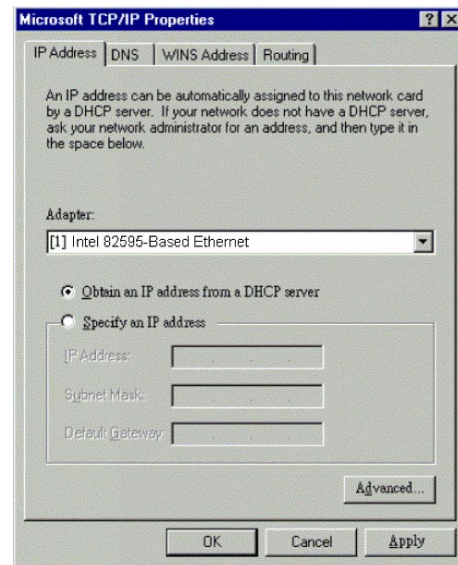 Microsoft TCP/IP Properties
IP Address DNS WINS Address Routing
An IP address can be automatically assigned to this network card
by a DHCP server. If your network does not have a DHCP server,
ask your network administrator for an address, and then type it in
the space below.
Adapter:
[1] Intel 82595-Based Ethernet
Obtain an IP address from a DHCP server
Specify an IP address
IP Address:
Subnet Mask:
Default Gateway:
Advanced...
OK Cancel Apply